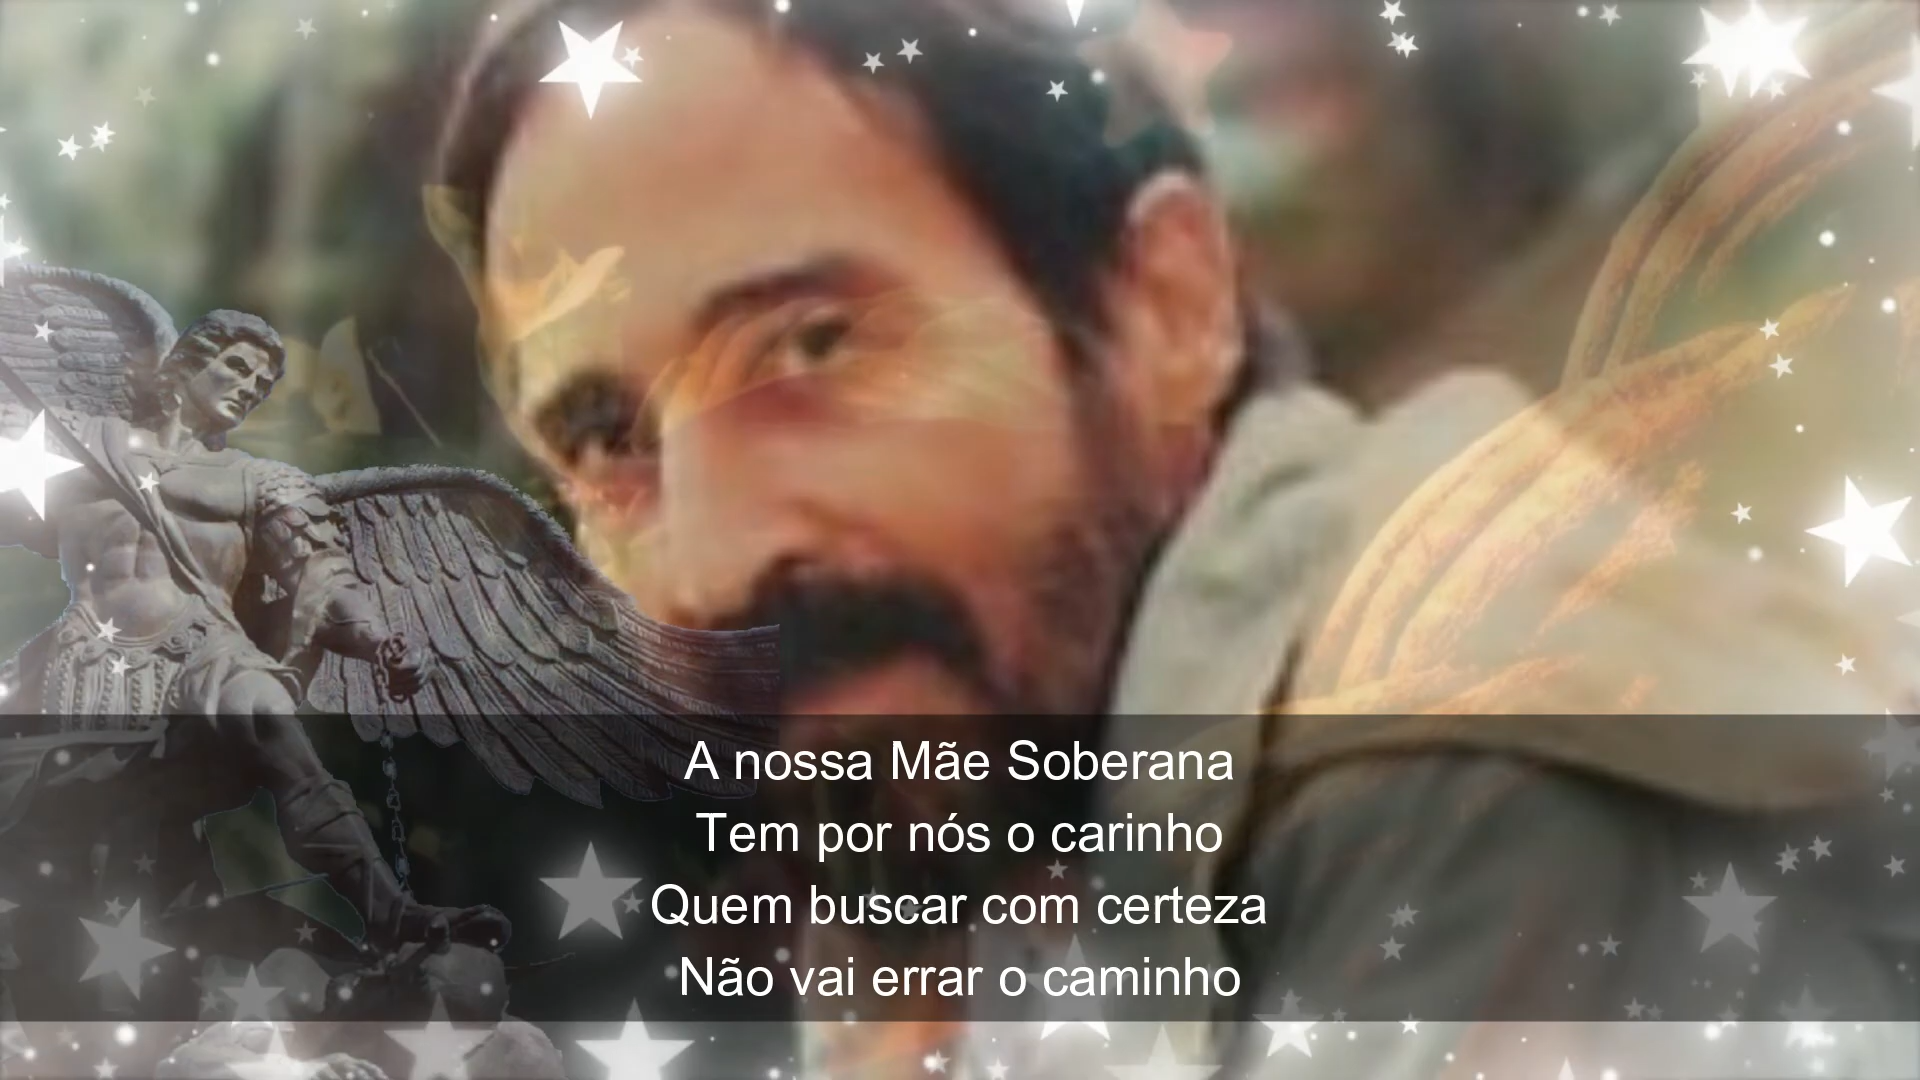 A nossa Mãe Soberana
Tem por nós o carinho
Quem buscar com certeza
Não vai errar o caminho